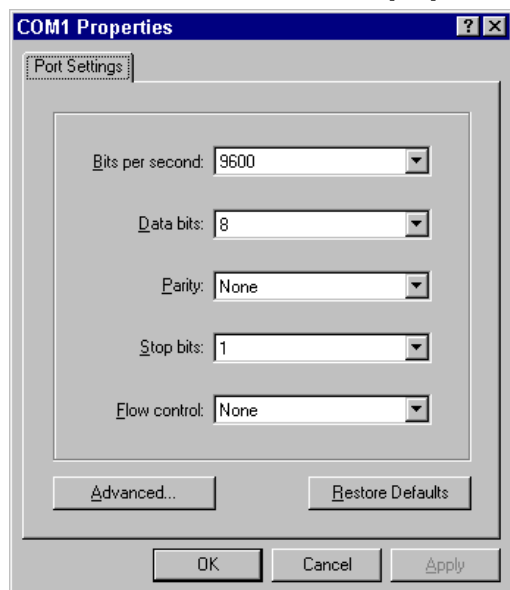 COM1 Properties
Port Settings
Bits per second: 9600
Data bits: 8
Parity: None
Stop bits: 1
Flow control: None
Advanced... Restore Defaults
OK Cancel Apply